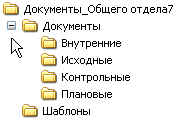 Документы_Общего отдела7
Документы
Внутренние
Исходные
Контрольные
Плановые
Шаблоны